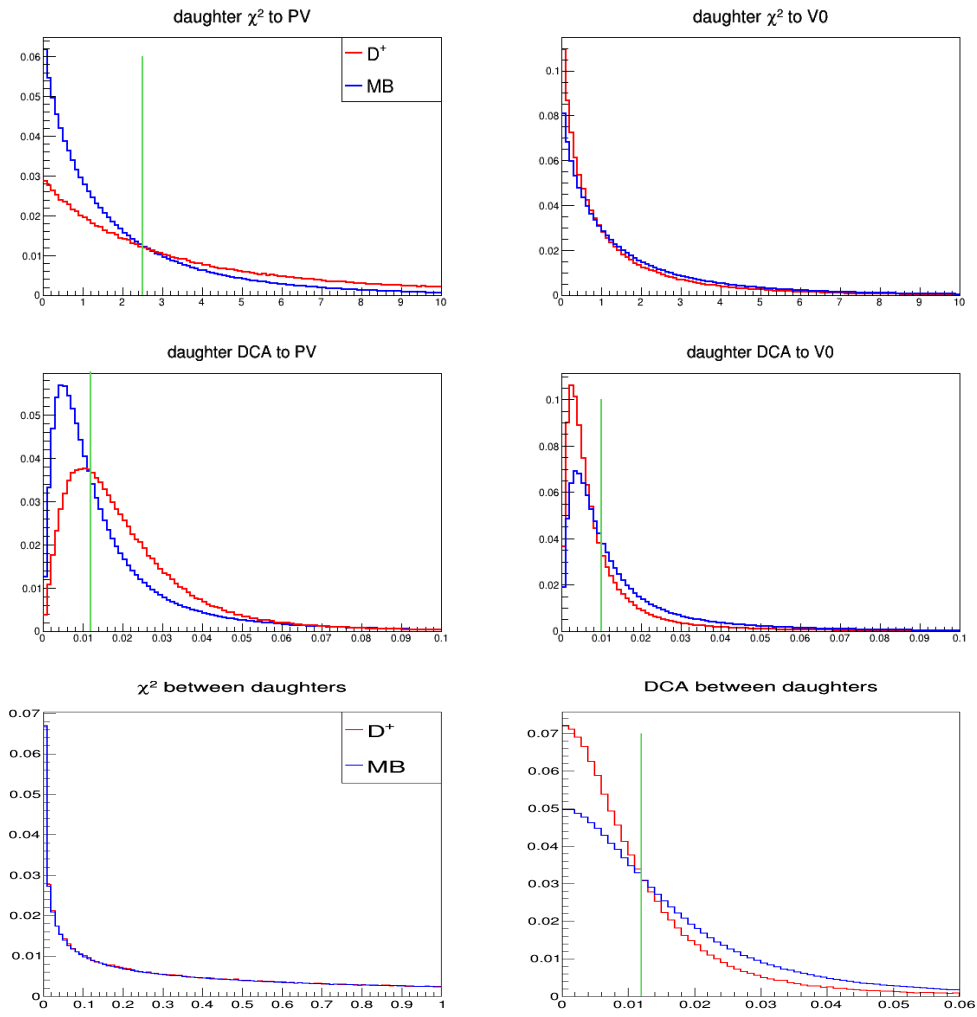 daughter χ² to PV
D⁺
MB
0.06
0.05
0.04
0.03
0.02
0.01
0
0 1 2 3 4 5 6 7 8 9 10
daughter χ² to V0
0.1
0.08
0.06
0.04
0.02
0
0 1 2 3 4 5 6 7 8 9 10
daughter DCA to PV
0.05
0.04
0.03
0.02
0.01
0
0 0.01 0.02 0.03 0.04 0.05 0.06 0.07 0.08 0.09 0.1
daughter DCA to V0
0.1
0.08
0.06
0.04
0.02
0
0 0.01 0.02 0.03 0.04 0.05 0.06 0.07 0.08 0.09 0.1
χ² between daughters
D⁺
MB
0.07
0.06
0.05
0.04
0.03
0.02
0.01
0
0 0.1 0.2 0.3 0.4 0.5 0.6 0.7 0.8 0.9 1
DCA between daughters
0.07
0.06
0.05
0.04
0.03
0.02
0.01
0
0 0.01 0.02 0.03 0.04 0.05 0.06